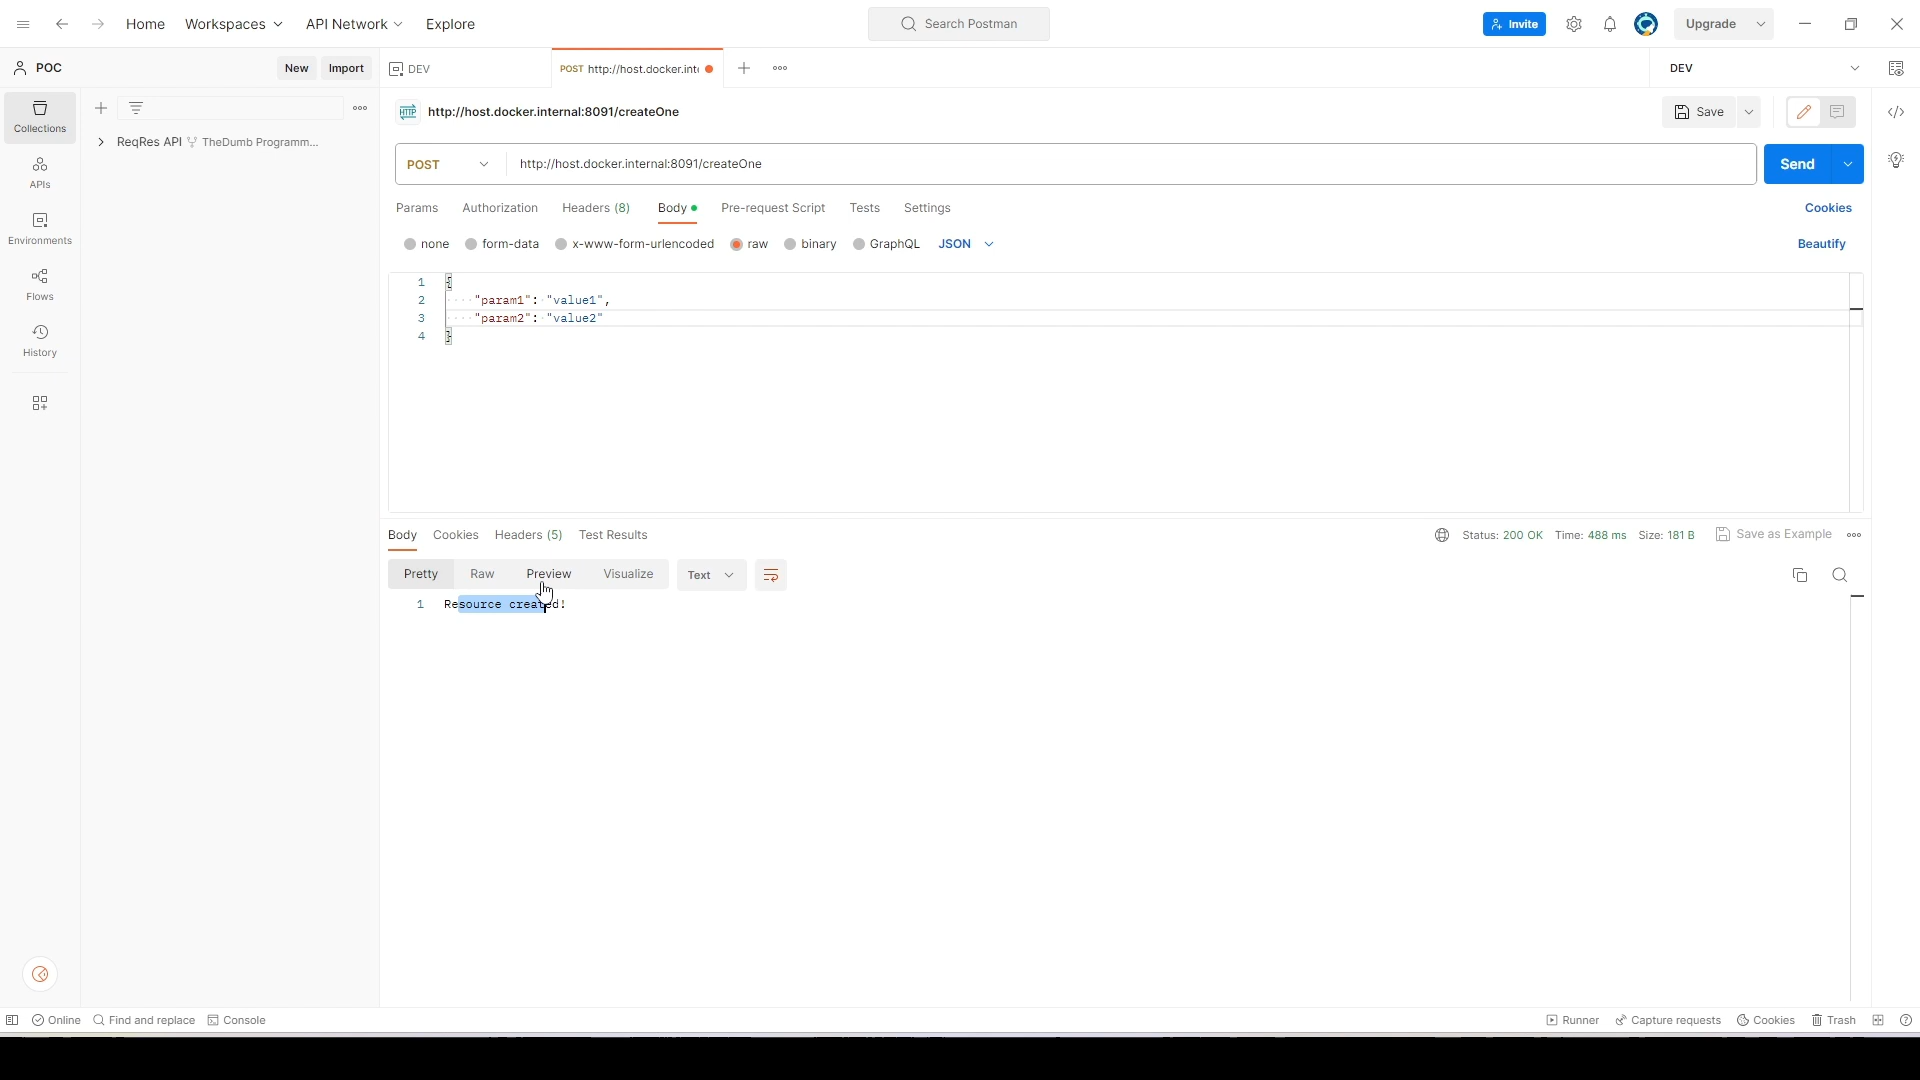 Home Workspaces API Network Explore Search Postman Invite Upgrade
POC New Import DEV POST http://host.docker.inte DEV
http://host.docker.internal:8091/createOne Save
Collections
ReqRes API TheDumb Programm...
POST http://host.docker.internal:8091/createOne Send
APIs
Params Authorization Headers (8) Body Pre-request Script Tests Settings Cookies
Environments
none form-data x-www-form-urlencoded raw binary GraphQL JSON Beautify
1 {
Flows
2 "param1": "value1",
3 "param2": "value2"
4 }
History
Body Cookies Headers (5) Test Results Status: 200 OK Time: 488 ms Size: 181 B Save as Example
Pretty Raw Preview Visualize Text
1 Resource created!
Online Find and replace Console Runner Capture requests Cookies Trash